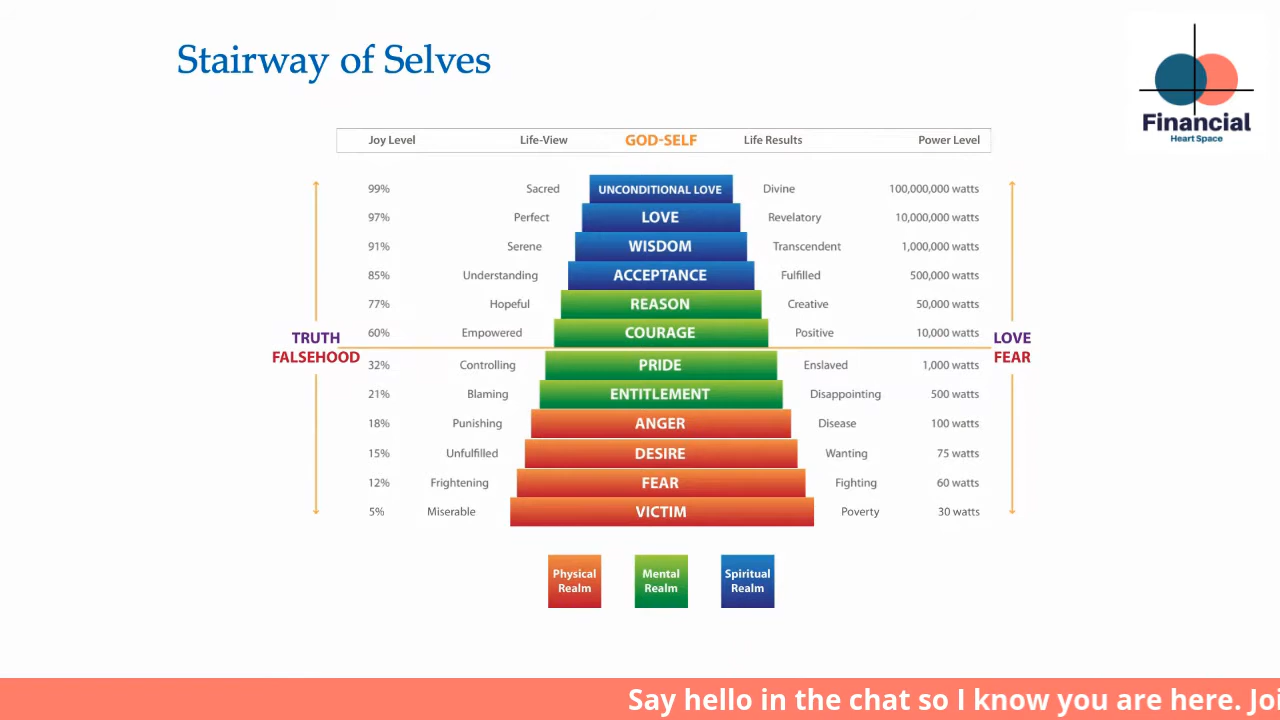 Stairway of Selves
Financial
Heart Space
Joy Level Life-View GOD-SELF Life Results Power Level
99% Sacred UNCONDITIONAL LOVE Divine 100,000,000 watts
97% Perfect LOVE Revelatory 10,000,000 watts
91% Serene WISDOM Transcendent 1,000,000 watts
85% Understanding ACCEPTANCE Fulfilled 500,000 watts
77% Hopeful REASON Creative 50,000 watts
60% Empowered COURAGE Positive 10,000 watts
TRUTH LOVE
FALSEHOOD FEAR
32% Controlling PRIDE Enslaved 1,000 watts
21% Blaming ENTITLEMENT Disappointing 500 watts
18% Punishing ANGER Disease 100 watts
15% Unfulfilled DESIRE Wanting 75 watts
12% Frightening FEAR Fighting 60 watts
5% Miserable VICTIM Poverty 30 watts
Physical Mental Spiritual
Realm Realm Realm
Say hello in the chat so I know you are here. Joi